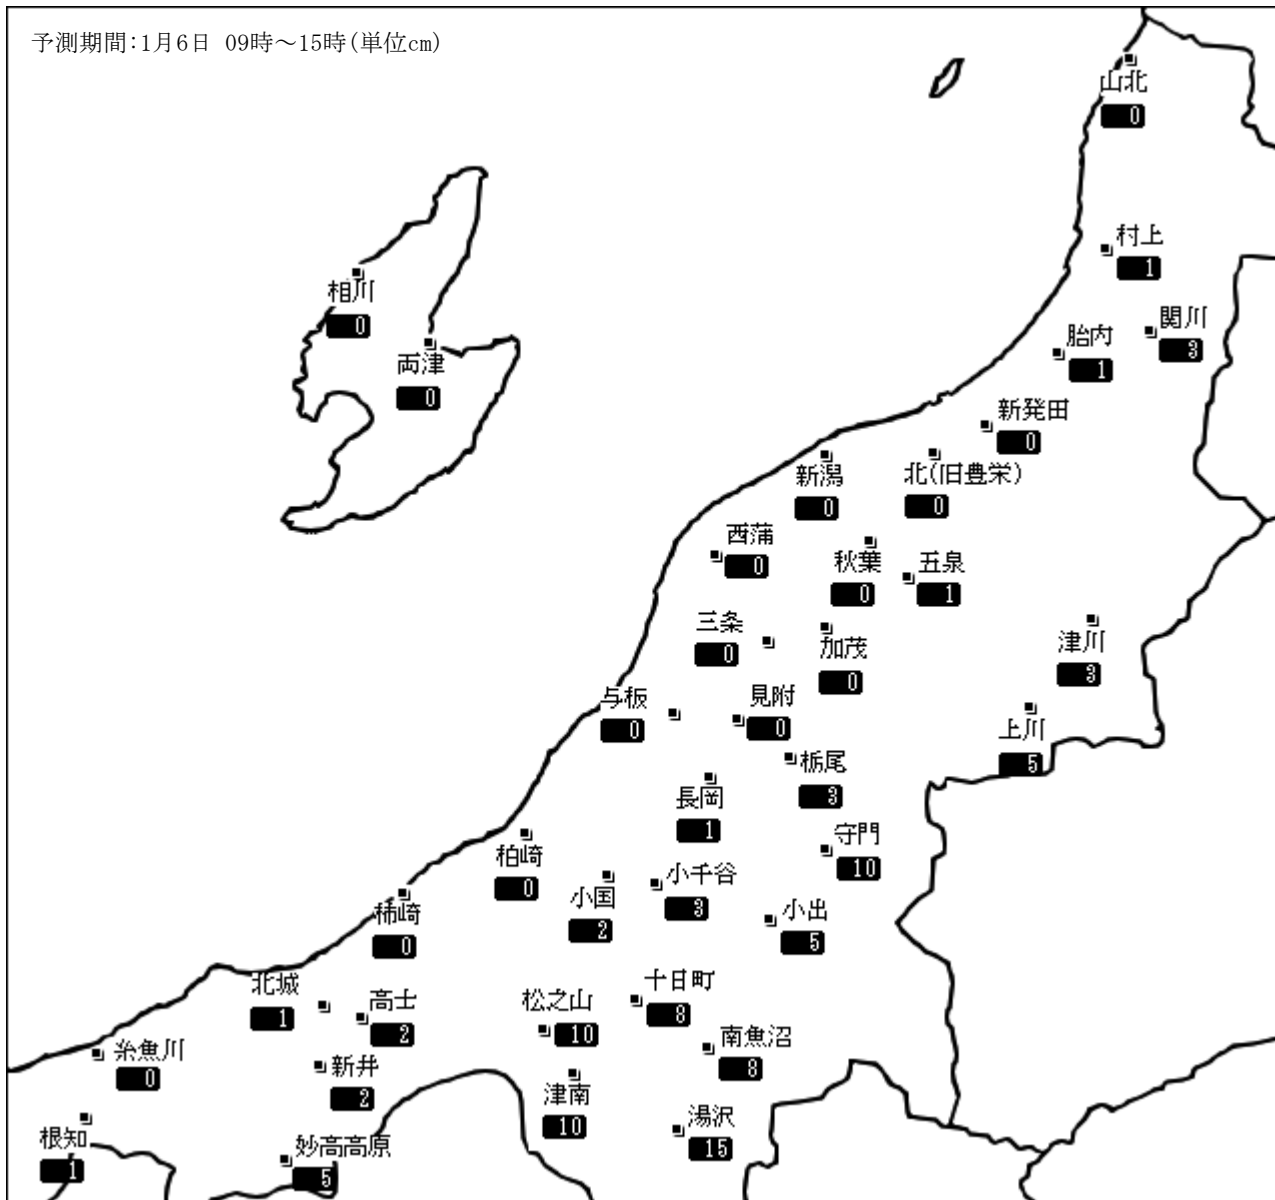 予測期間:1月6日 09時～15時(単位cm)
山北
0
村上
1
相川
0
関川
3
胎内
1
両津
0
新発田
0
新潟
0
北(旧豊栄)
0
西蒲
0
秋葉
0
五泉
1
三条
0
加茂
0
津川
3
与板
0
見附
0
上川
5
栃尾
3
長岡
1
守門
10
柏崎
0
小国
2
小千谷
3
小出
5
柿崎
0
北城
1
高士
2
松之山
10
十日町
8
南魚沼
8
糸魚川
0
新井
2
津南
10
湯沢
15
根知
1
妙高高原
5